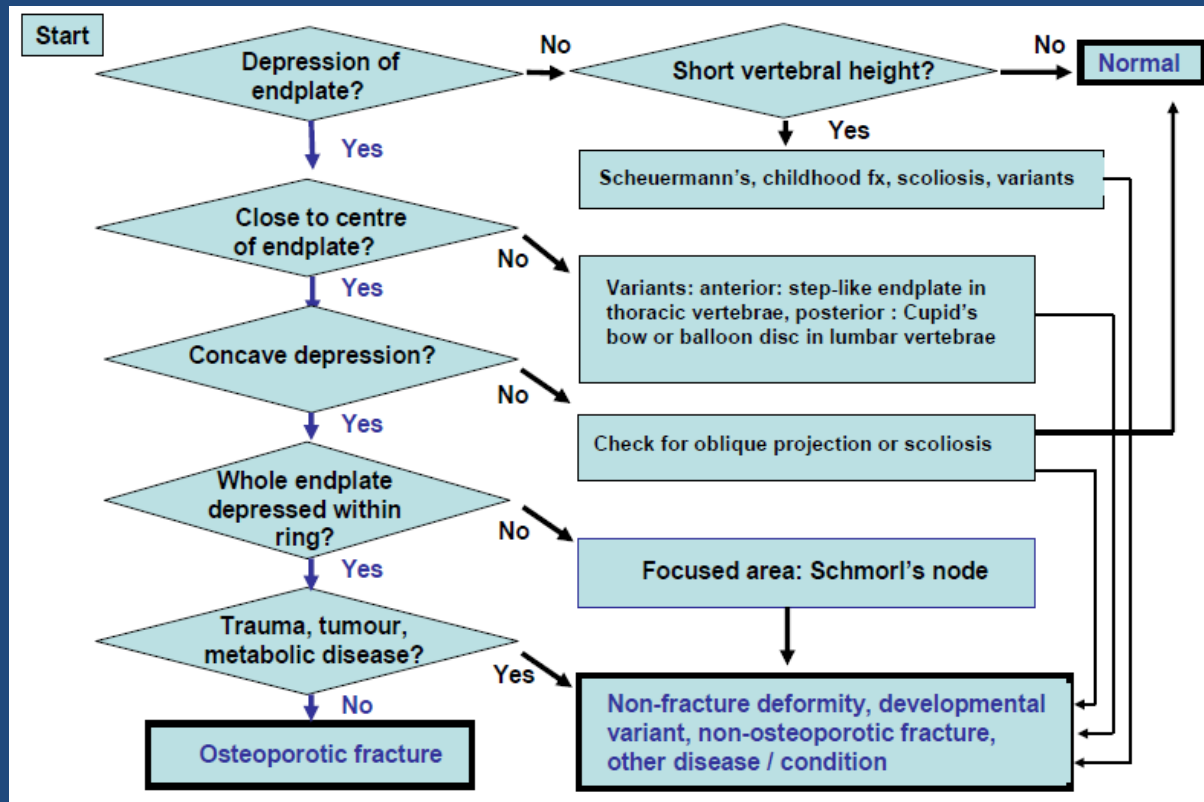 Start
Depression of
endplate?
No
Short vertebral height?
No
Normal
Yes
Yes
Scheuermann's, childhood fx, scoliosis, variants
Close to centre
of endplate?
No
Variants: anterior: step-like endplate in
thoracic vertebrae, posterior : Cupid's
bow or balloon disc in lumbar vertebrae
Yes
Concave depression?
No
Check for oblique projection or scoliosis
Yes
Whole endplate
depressed within
ring?
No
Focused area: Schmorl's node
Yes
Trauma, tumour,
metabolic disease?
Yes
Non-fracture deformity, developmental
variant, non-osteoporotic fracture,
other disease / condition
No
Osteoporotic fracture